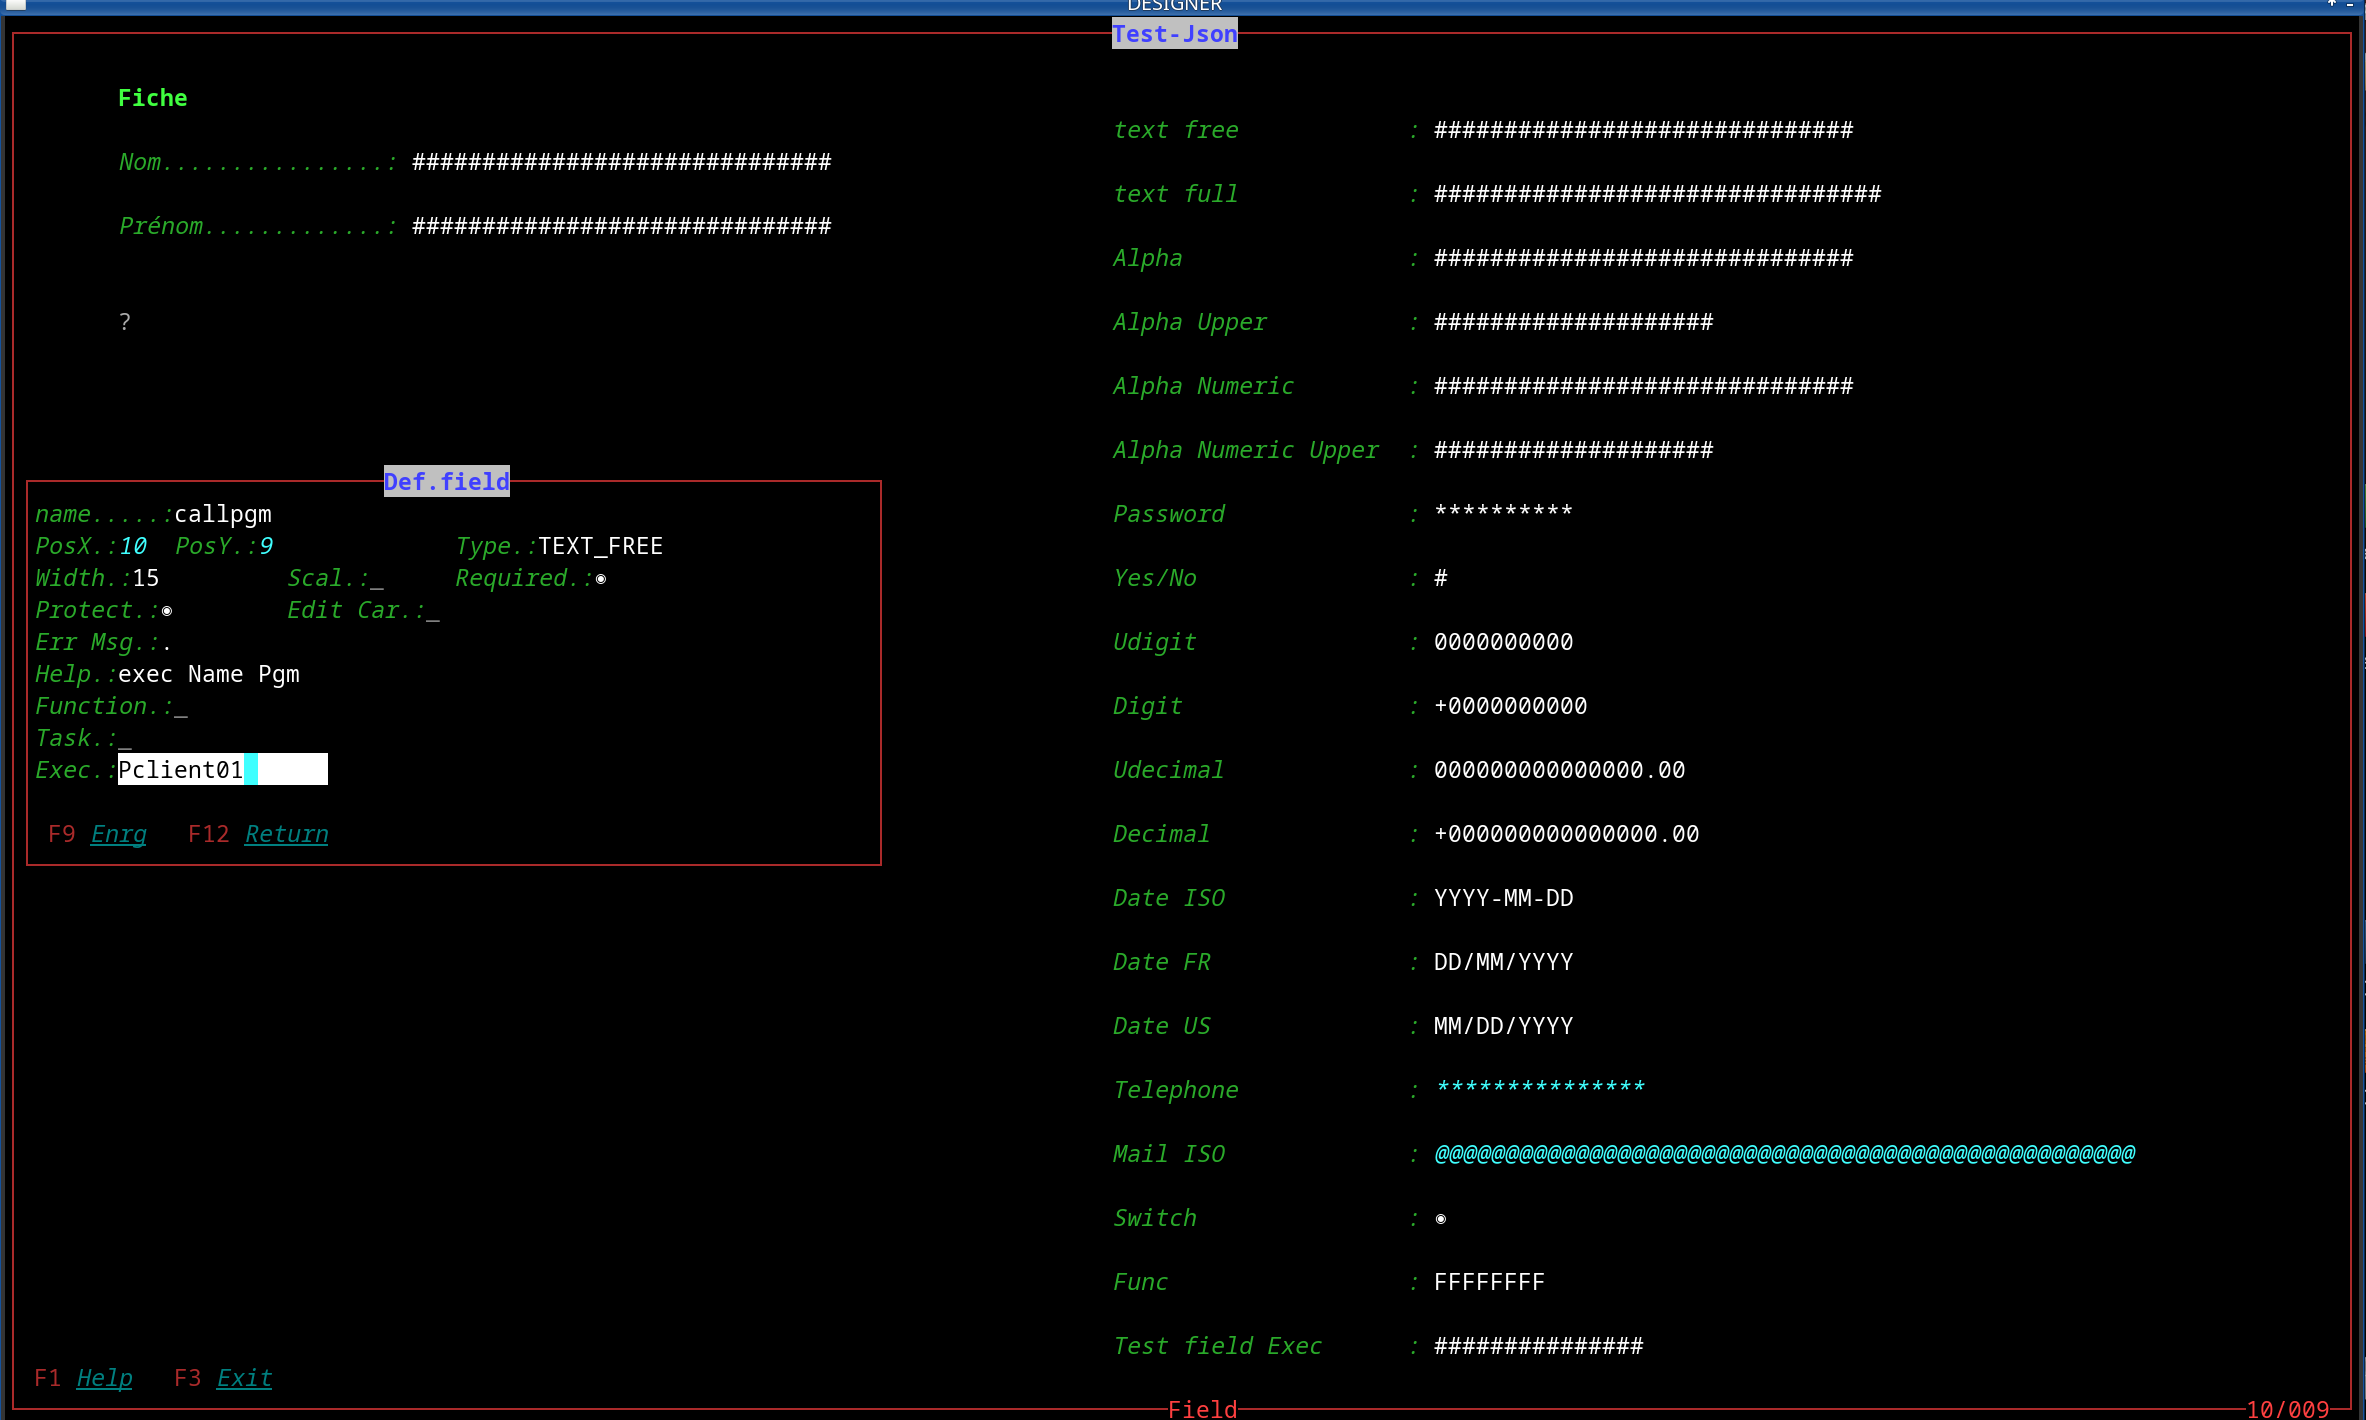 DESIGNER
Test-Json
Fiche
Nom................: ##############################
Prénom.............: ##############################
?
Def.field
name.....:callpgm
PosX.:10 PosY.:9 Type.:TEXT_FREE
Width.:15 Scal.:_ Required.:◉
Protect.:◉ Edit Car.:_
Err Msg.:.
Help.:exec Name Pgm
Function.:_
Task.:_
Exec.:Pclient01
F9 Enrg F12 Return
text free : ##############################
text full : ################################
Alpha : ##############################
Alpha Upper : ####################
Alpha Numeric : ##############################
Alpha Numeric Upper : ####################
Password : **********
Yes/No : #
Udigit : 0000000000
Digit : +0000000000
Udecimal : 000000000000000.00
Decimal : +000000000000000.00
Date ISO : YYYY-MM-DD
Date FR : DD/MM/YYYY
Date US : MM/DD/YYYY
Telephone : ***************
Mail ISO : @@@@@@@@@@@@@@@@@@@@@@@@@@@@@@@@@@@@@@@@@@@@@@@@@@
Switch : ◉
Func : FFFFFFFF
Test field Exec : ###############
F1 Help F3 Exit
Field
10/009